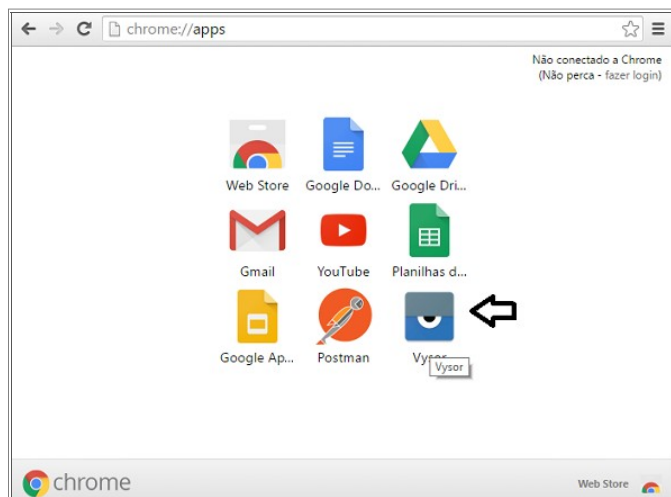 chrome://apps
Não conectado a Chrome
(Não perca - fazer login)
Web Store
Google Do...
Google Dri...
Gmail
YouTube
Planilhas d...
Google Ap...
Postman
Vysor
Vysor
chrome
Web Store